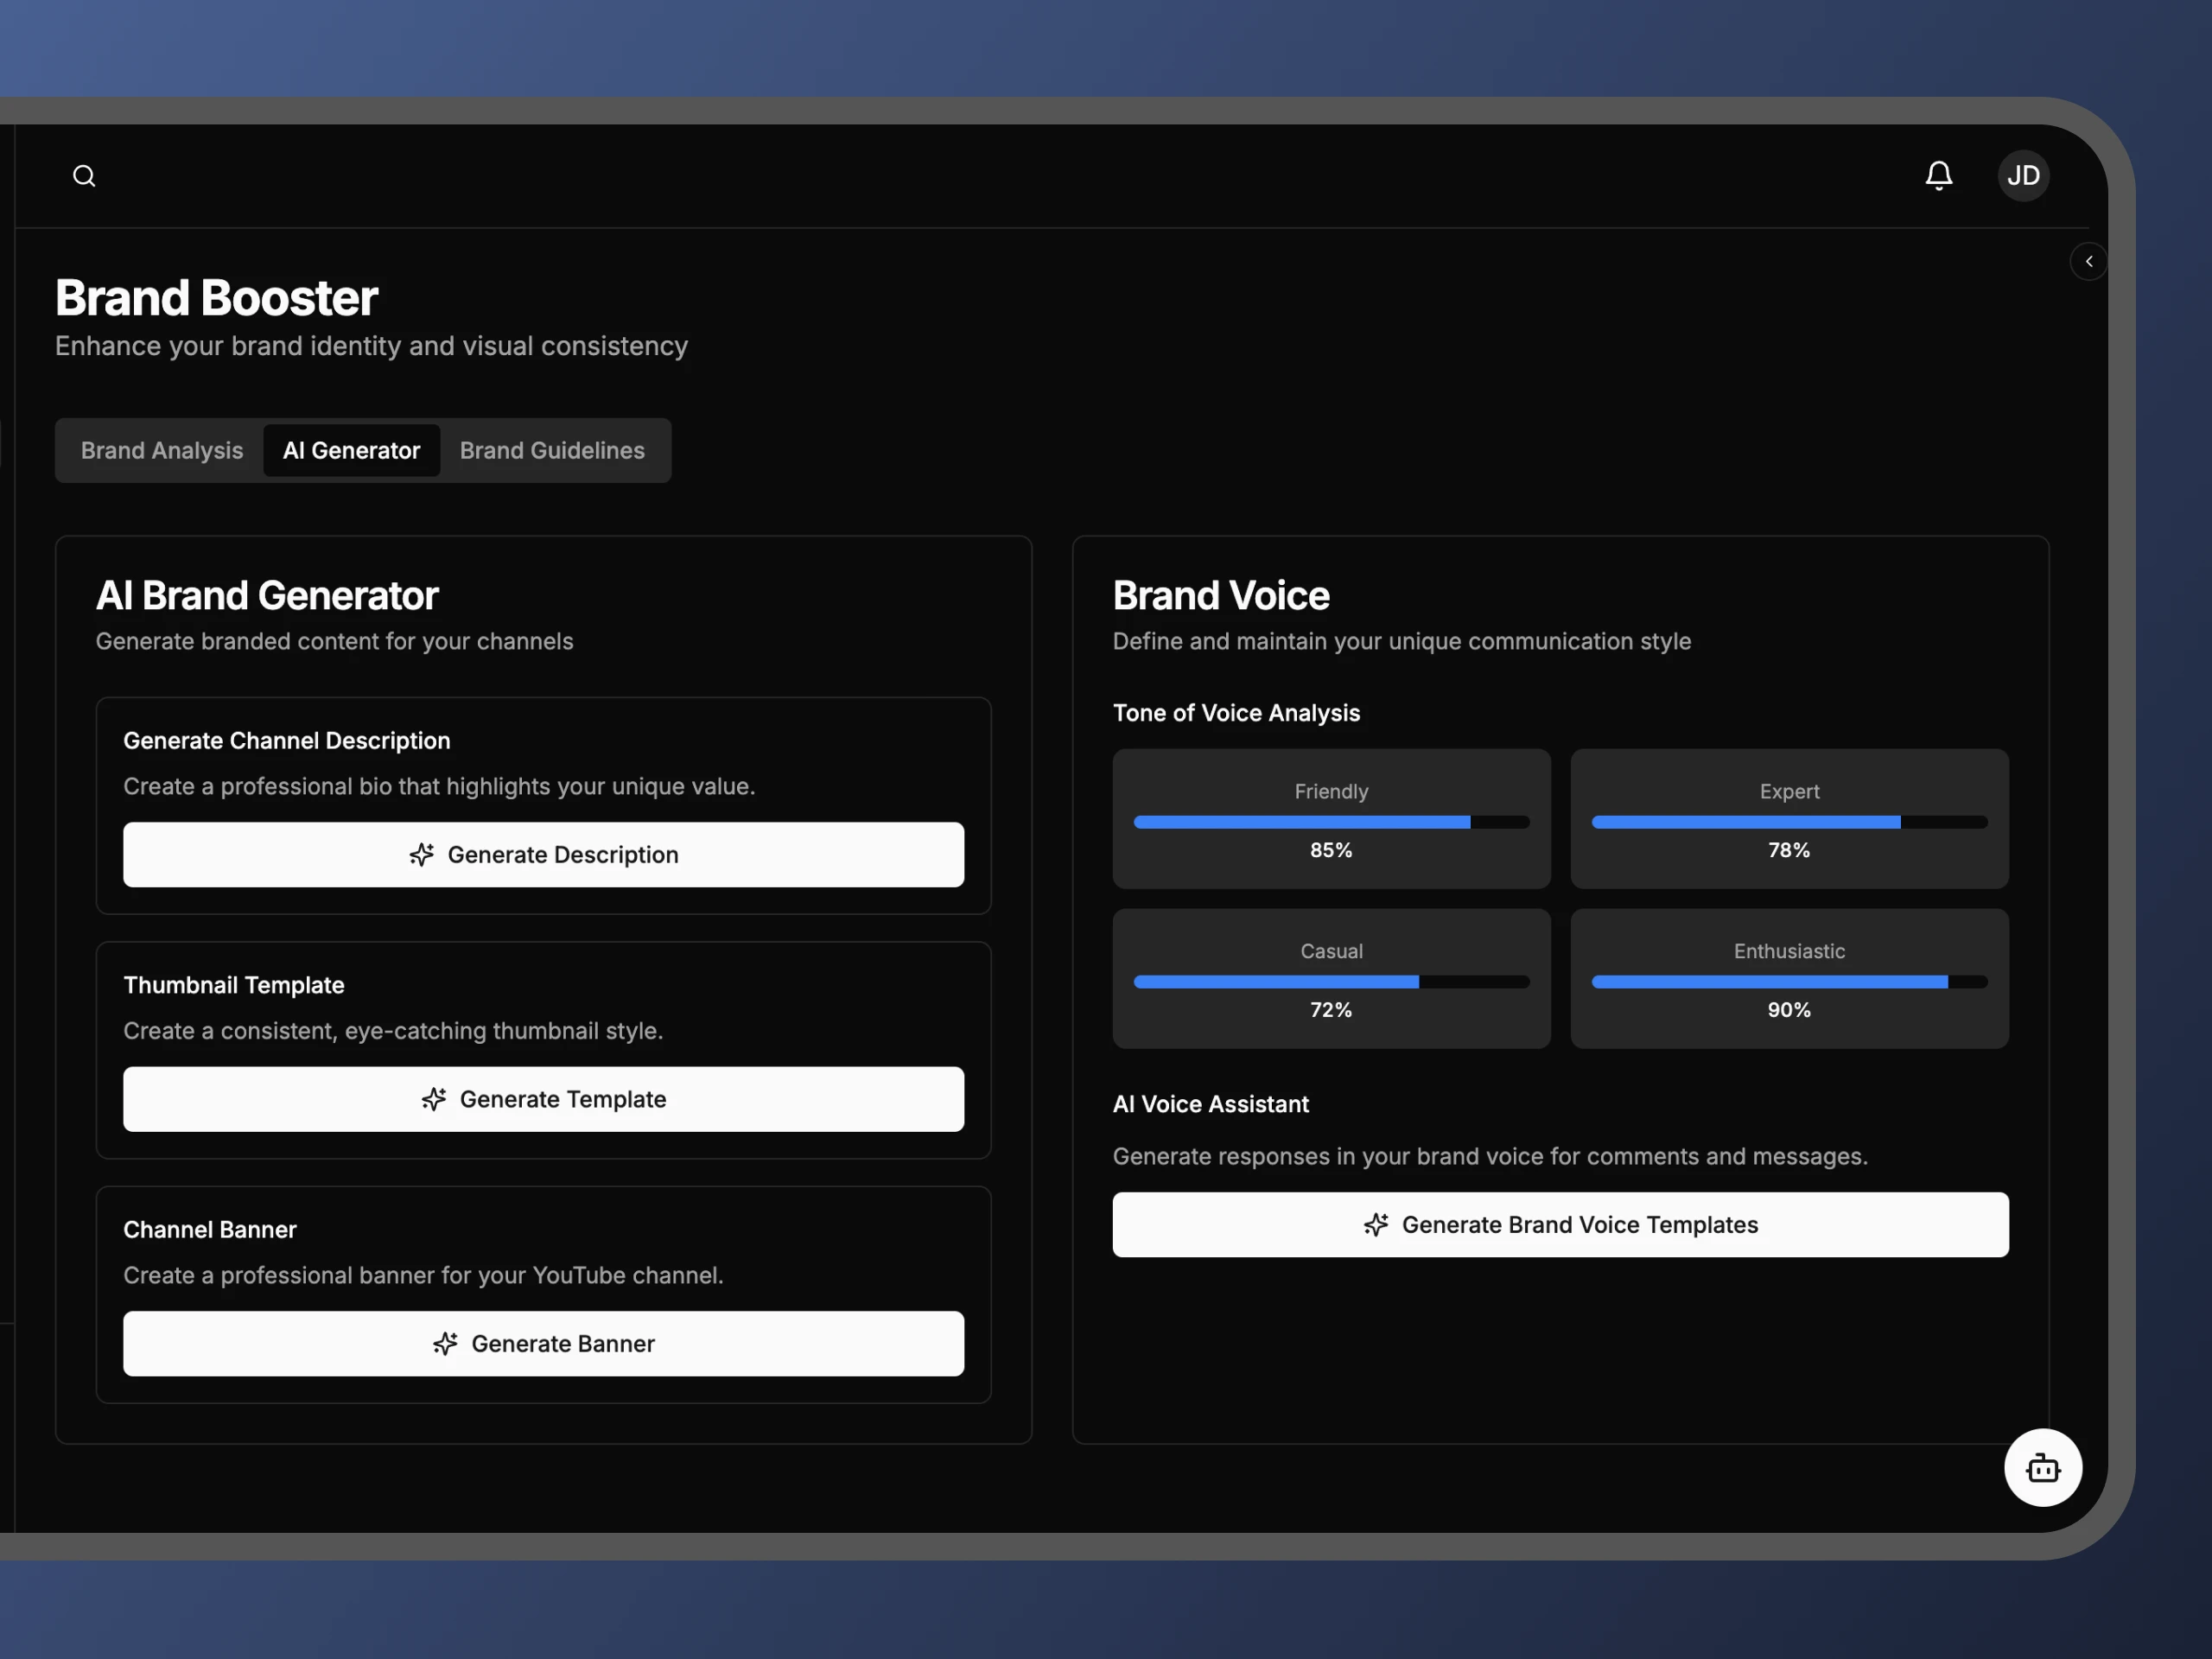 JD
Brand Booster
Enhance your brand identity and visual consistency
Brand Analysis
AI Generator
Brand Guidelines
AI Brand Generator
Generate branded content for your channels
Generate Channel Description
Create a professional bio that highlights your unique value.
Generate Description
Thumbnail Template
Create a consistent, eye-catching thumbnail style.
Generate Template
Channel Banner
Create a professional banner for your YouTube channel.
Generate Banner
Brand Voice
Define and maintain your unique communication style
Tone of Voice Analysis
Friendly
85%
Expert
78%
Casual
72%
Enthusiastic
90%
AI Voice Assistant
Generate responses in your brand voice for comments and messages.
Generate Brand Voice Templates